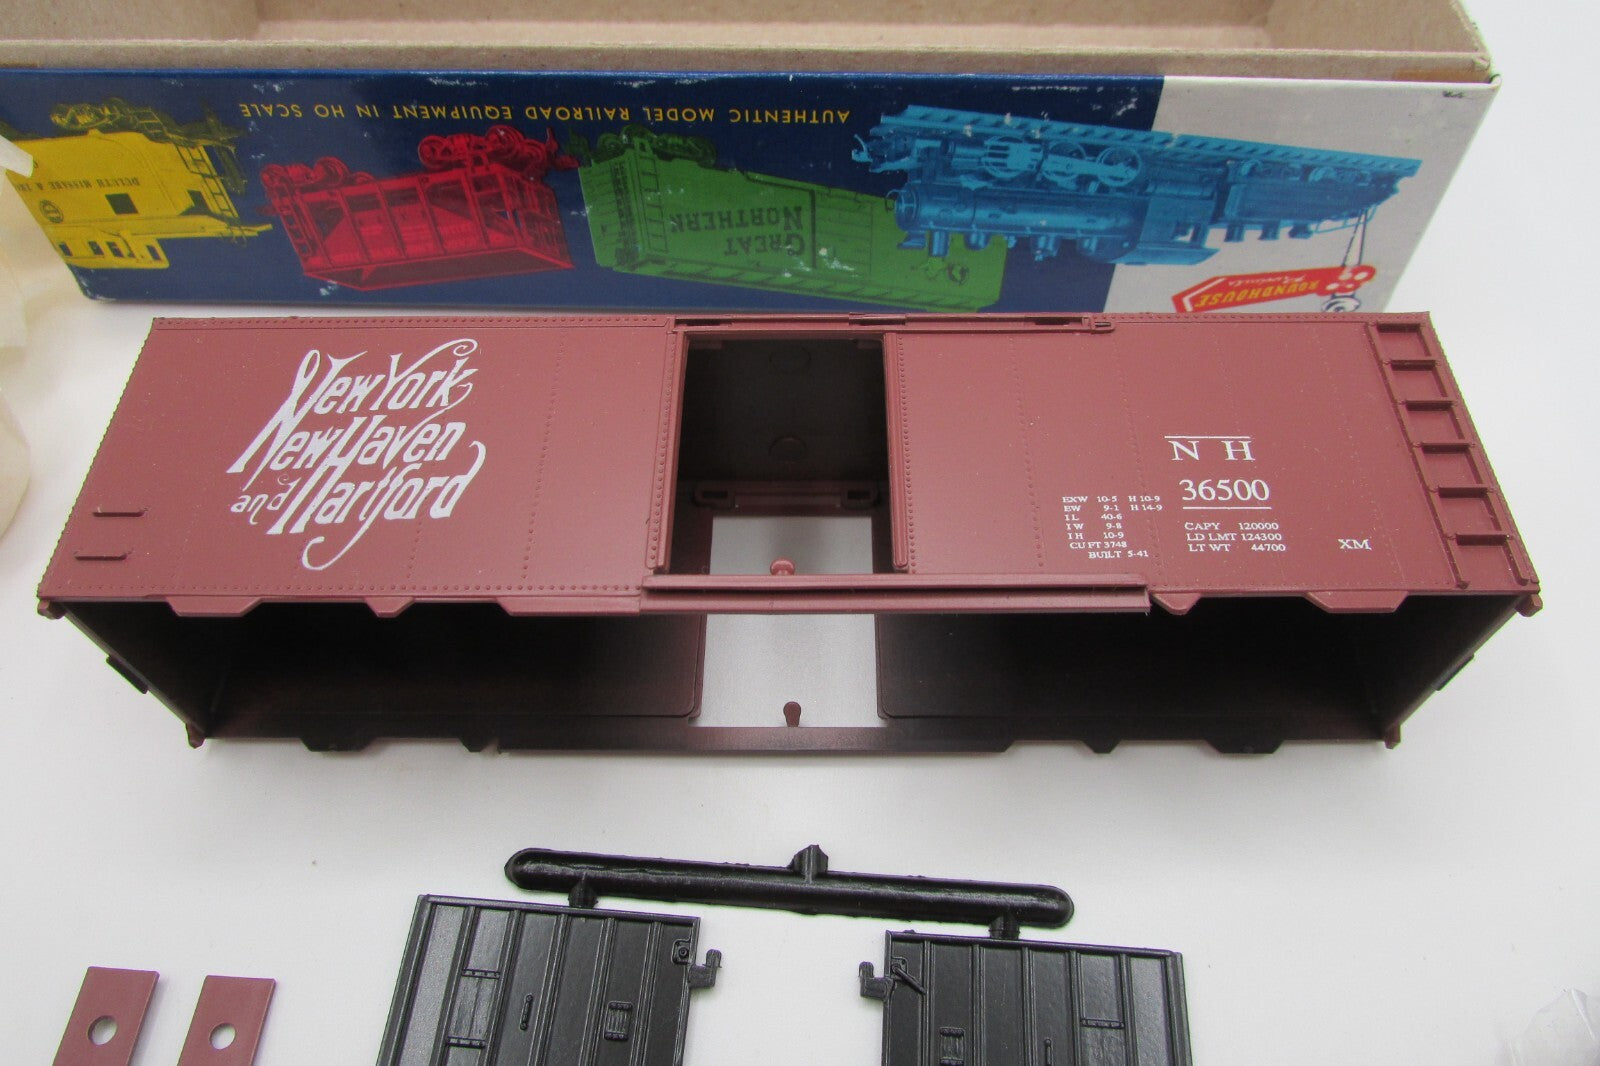 AUTHENTIC MODEL RAILROAD EQUIPMENT IN HO SCALE
DULUTH MISSABE &
GREAT
NORTHERN
ROUNDHOUSE
New York
New Haven
and Hartford
N H
36500
EXW 10-5 H 10-9
EW 9-1 H 14-9
IL 40-6
IW 9-8
IH 10-9
CU FT 3748
BUILT 5-41
CAPY 120000
LD LMT 124300
LT WT 44700
XM